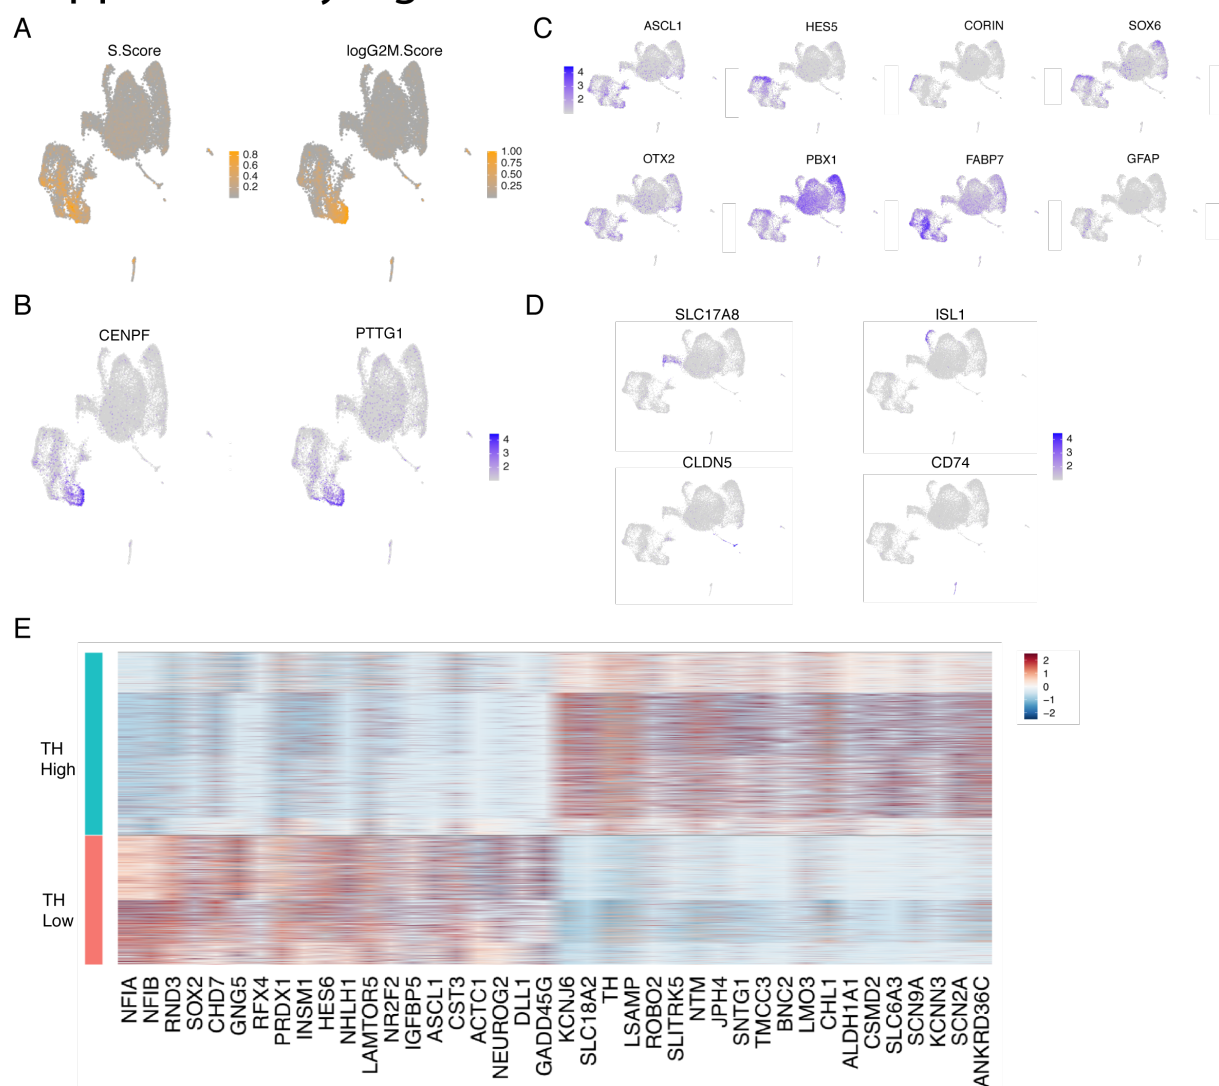 A
S.Score
logG2M.Score
0.8
0.6
0.4
0.2
1.00
0.75
0.50
0.25
B
CENPF
PTTG1
4
3
2
C
ASCL1
HES5
CORIN
SOX6
4
3
2
OTX2
PBX1
FABP7
GFAP
D
SLC17A8
ISL1
CLDN5
CD74
4
3
2
E
TH
High
TH
Low
2
1
0
−1
−2
NFIA
NFIB
RND3
SOX2
CHD7
GNG5
RFX4
PRDX1
INSM1
HES6
NHLH1
LAMTOR5
NR2F2
IGFBP5
ASCL1
CST3
ACTC1
NEUROG2
DLL1
GADD45G
KCNJ6
SLC18A2
TH
LSAMP
ROBO2
SLITRK5
NTM
JPH4
SNTG1
TMCC3
BNC2
LMO3
CHL1
ALDH1A1
CSMD2
SLC6A3
SCN9A
KCNN3
SCN2A
ANKRD36C